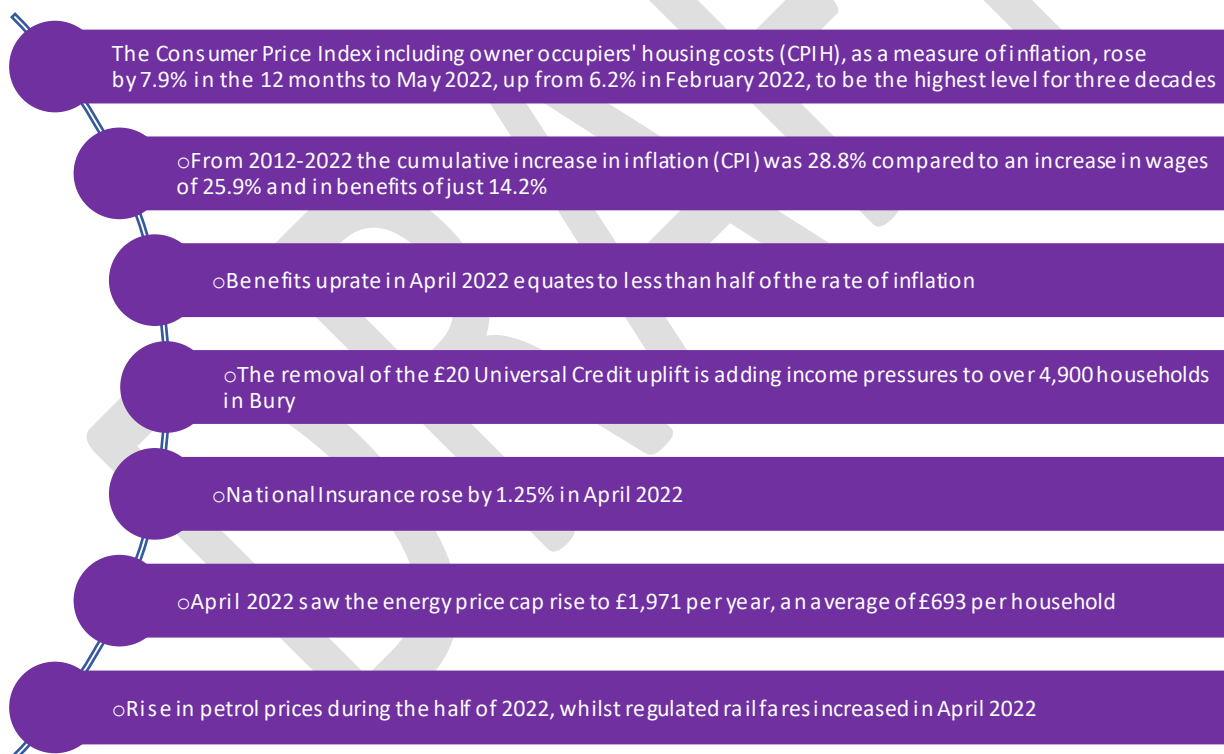 The Consumer Price Index including owner occupiers' housing costs (CPIH), as a measure of inflation, rose
by 7.9% in the 12 months to May 2022, up from 6.2% in February 2022, to be the highest level for three decades
oFrom 2012-2022 the cumulative increase in inflation (CPI) was 28.8% compared to an increase in wages
of 25.9% and in benefits of just 14.2%
oBenefits uprate in April 2022 equates to less than half of the rate of inflation
oThe removal of the £20 Universal Credit uplift is adding income pressures to over 4,900 households
in Bury
oNational Insurance rose by 1.25% in April 2022
oApril 2022 saw the energy price cap rise to £1,971 per year, an average of £693 per household
oRise in petrol prices during the half of 2022, whilst regulated rail fares increased in April 2022